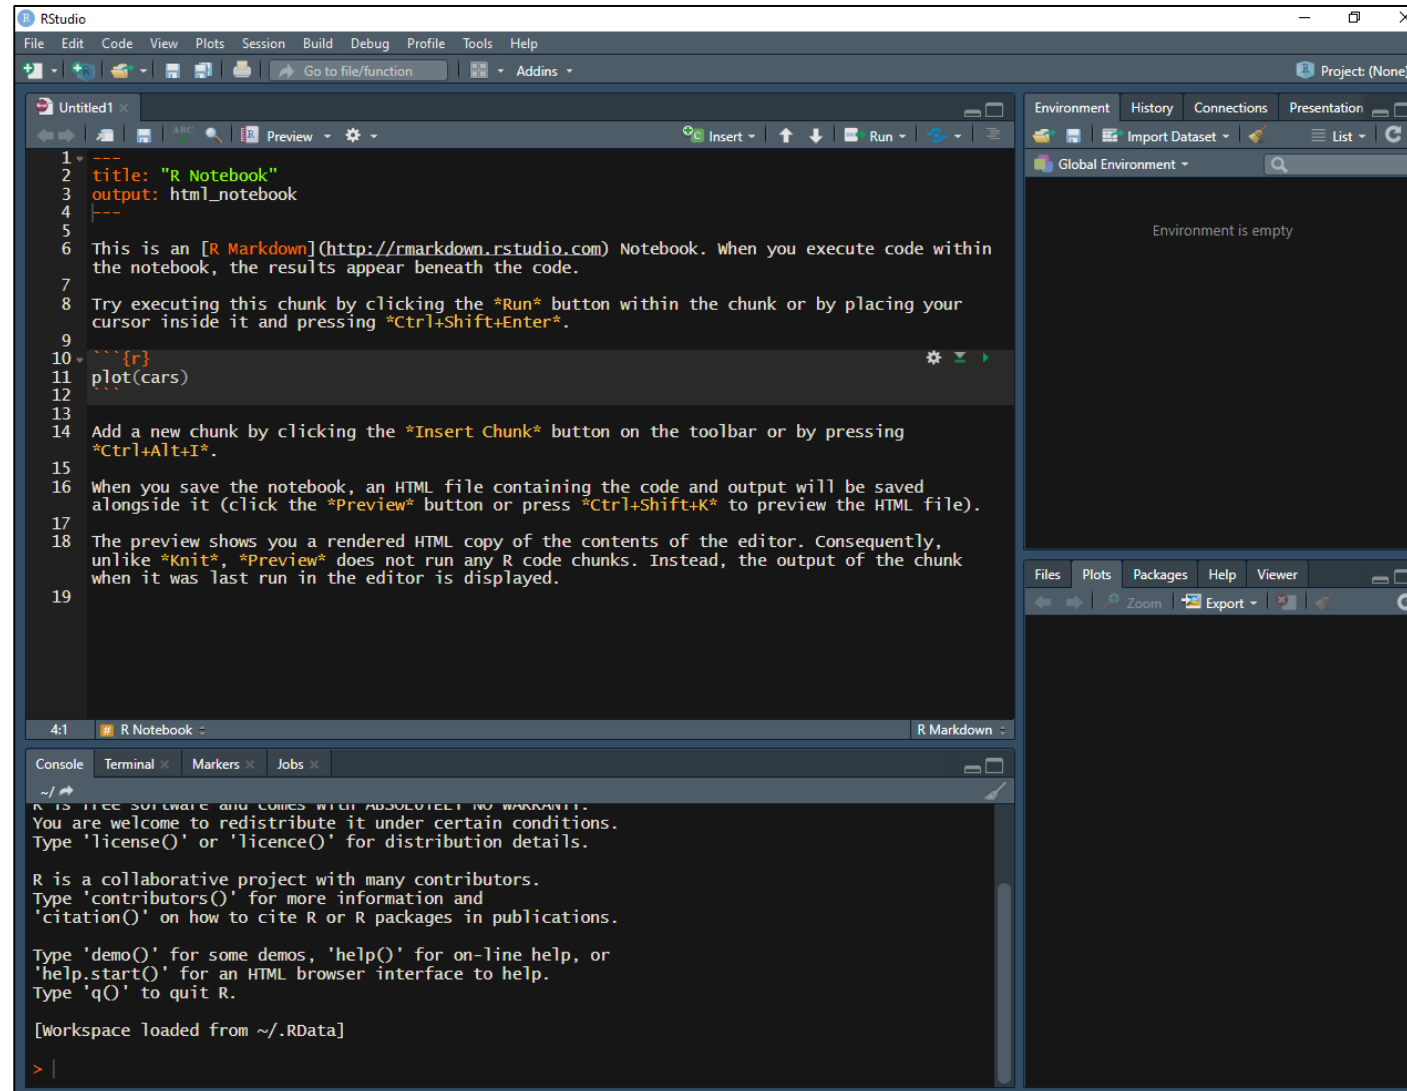 RStudio
File Edit Code View Plots Session Build Debug Profile Tools Help
Go to file/function Addins Project: (None)
Untitled1
ABC Preview Insert Run
1 ---
2 title: "R Notebook"
3 output: html_notebook
4 ---
5
6 This is an [R Markdown](http://rmarkdown.rstudio.com) Notebook. When you execute code within
the notebook, the results appear beneath the code.
7
8 Try executing this chunk by clicking the *Run* button within the chunk or by placing your
cursor inside it and pressing *Ctrl+Shift+Enter*.
9
10 ```{r}
11 plot(cars)
12 ```
13
14 Add a new chunk by clicking the *Insert Chunk* button on the toolbar or by pressing
*Ctrl+Alt+I*.
15
16 When you save the notebook, an HTML file containing the code and output will be saved
alongside it (click the *Preview* button or press *Ctrl+Shift+K* to preview the HTML file).
17
18 The preview shows you a rendered HTML copy of the contents of the editor. Consequently,
unlike *Knit*, *Preview* does not run any R code chunks. Instead, the output of the chunk
when it was last run in the editor is displayed.
19
4:1 # R Notebook R Markdown
Console Terminal Markers Jobs
~/
R is free software and comes with ABSOLUTELY NO WARRANTY.
You are welcome to redistribute it under certain conditions.
Type 'license()' or 'licence()' for distribution details.
R is a collaborative project with many contributors.
Type 'contributors()' for more information and
'citation()' on how to cite R or R packages in publications.
Type 'demo()' for some demos, 'help()' for on-line help, or
'help.start()' for an HTML browser interface to help.
Type 'q()' to quit R.
[Workspace loaded from ~/.RData]
>
Environment History Connections Presentation
Import Dataset List
Global Environment
Environment is empty
Files Plots Packages Help Viewer
Zoom Export